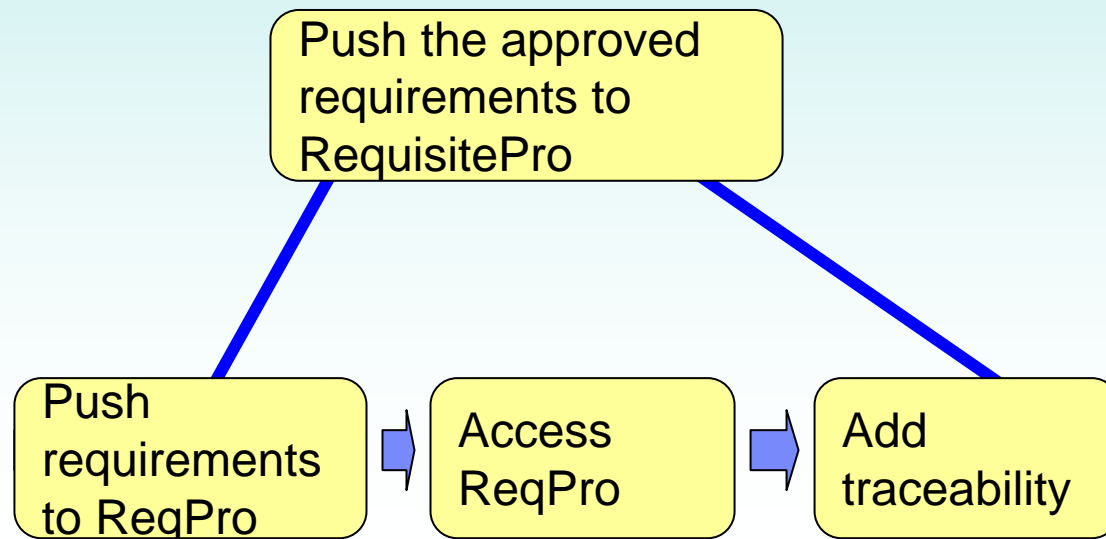 Push the approved
requirements to
RequisitePro
Push
requirements
to ReqPro
Access
ReqPro
Add
traceability